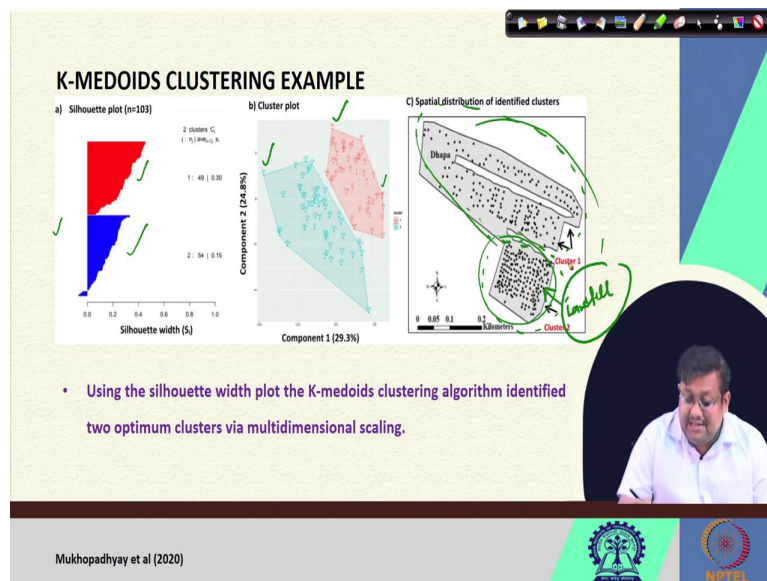 K-MEDOIDS CLUSTERING EXAMPLE
a) Silhouette plot (n=103)
2 clusters Cj
j : nj | avei∈Cj si
1 : 49 | 0.30
2 : 54 | 0.15
0.0 0.2 0.4 0.6 0.8 1.0
Silhouette width (Si)
b) Cluster plot
Component 2 (24.8%)
cluster
Component 1 (29.3%)
C) Spatial distribution of identified clusters
Dhapa
Cluster 1
Landfill
0 0.05 0.1 0.2
Kilometers
Cluster 2
• Using the silhouette width plot the K-medoids clustering algorithm identified
two optimum clusters via multidimensional scaling.
Mukhopadhyay et al (2020)
NPTEL